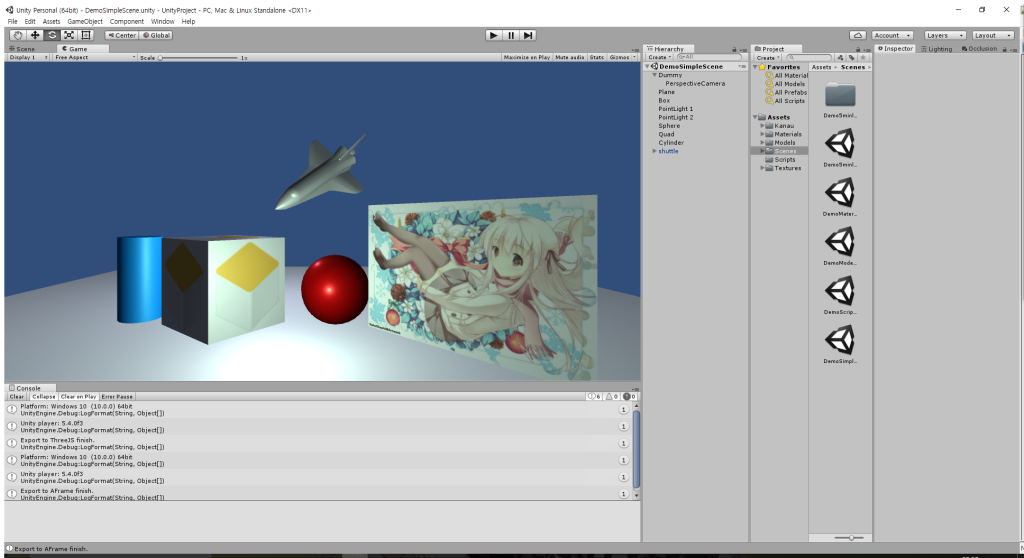 Unity Personal (64bit) - DemoSimpleScene.unity - UnityProject - PC, Mac & Linux Standalone <DX11>
File Edit Assets GameObject Component Window Help
Center Global Account Layers Layout
Scene Game
Display 1 Free Aspect Scale 1x Maximize on Play Mute audio Stats Gizmos
Hierarchy
Create All
DemoSimpleScene
Dummy
PerspectiveCamera
Plane
Box
PointLight 1
PointLight 2
Sphere
Quad
Cylinder
shuttle
Project
Create
Favorites
All Material
All Models
All Prefabs
All Scripts
Assets
Kanau
Materials
Models
Scenes
Scripts
Textures
Assets Scenes
DemoSminl...
DemoSminl...
DemoMater...
DemoMode...
DemoScrip...
DemoSimpl...
Inspector Lighting Occlusion
Console
Clear Collapse Clear on Play Error Pause 6 0 0
Platform: Windows 10 (10.0.0) 64bit
UnityEngine.Debug:LogFormat(String, Object[]) 1
Unity player: 5.4.0f3
UnityEngine.Debug:LogFormat(String, Object[]) 1
Export to ThreeJS finish.
UnityEngine.Debug:LogFormat(String, Object[]) 1
Platform: Windows 10 (10.0.0) 64bit
UnityEngine.Debug:LogFormat(String, Object[]) 1
Unity player: 5.4.0f3
UnityEngine.Debug:LogFormat(String, Object[]) 1
Export to AFrame finish.
UnityEngine.Debug:LogFormat(String, Object[]) 1
Export to AFrame finish.